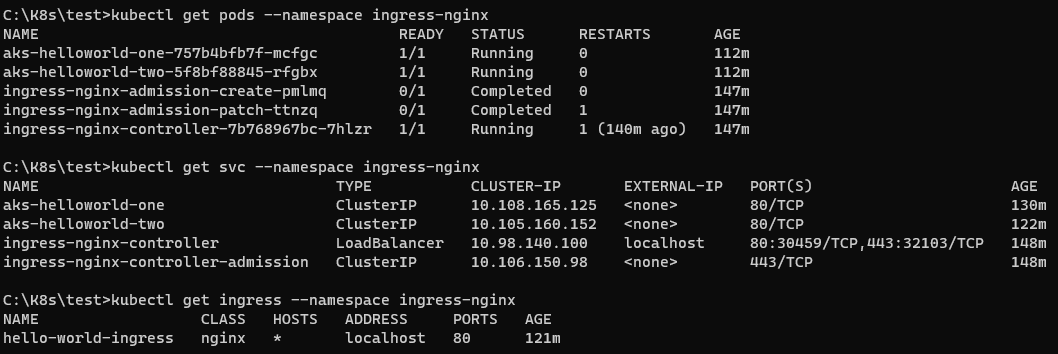 C:\K8s\test>kubectl get pods --namespace ingress-nginx
NAME READY STATUS RESTARTS AGE
aks-helloworld-one-757b4bfb7f-mcfgc 1/1 Running 0 112m
aks-helloworld-two-5f8bf88845-rfgbx 1/1 Running 0 112m
ingress-nginx-admission-create-pmlmq 0/1 Completed 0 147m
ingress-nginx-admission-patch-ttnzq 0/1 Completed 1 147m
ingress-nginx-controller-7b768967bc-7hlzr 1/1 Running 1 (140m ago) 147m
C:\K8s\test>kubectl get svc --namespace ingress-nginx
NAME TYPE CLUSTER-IP EXTERNAL-IP PORT(S) AGE
aks-helloworld-one ClusterIP 10.108.165.125 <none> 80/TCP 130m
aks-helloworld-two ClusterIP 10.105.160.152 <none> 80/TCP 122m
ingress-nginx-controller LoadBalancer 10.98.140.100 localhost 80:30459/TCP,443:32103/TCP 148m
ingress-nginx-controller-admission ClusterIP 10.106.150.98 <none> 443/TCP 148m
C:\K8s\test>kubectl get ingress --namespace ingress-nginx
NAME CLASS HOSTS ADDRESS PORTS AGE
hello-world-ingress nginx * localhost 80 121m